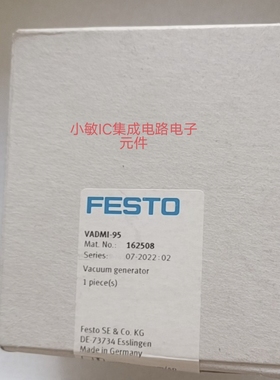 小敏IC集成电路电子
元件
FESTO
VADMI-95
Mat. No.: 162508
Series: 07-2022:02
Vacuum generator
1 piece(s)
Festo SE & Co. KG
DE-73734 Esslingen
Made in Germany